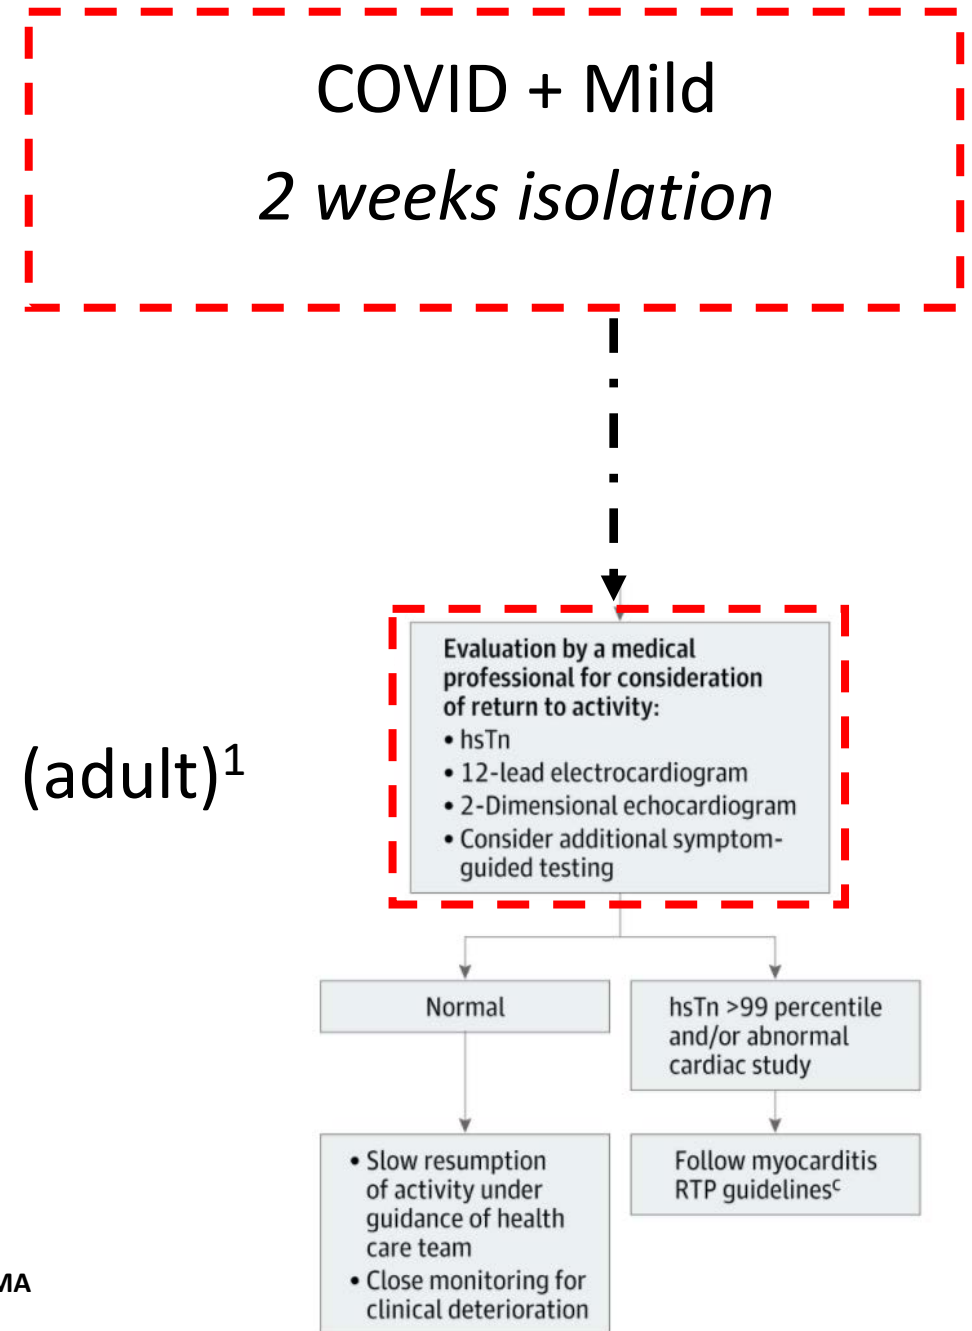 COVID + Mild
2 weeks isolation
Evaluation by a medical
professional for consideration
of return to activity:
• hsTn
• 12-lead electrocardiogram
• 2-Dimensional echocardiogram
• Consider additional symptom-
guided testing
(adult)¹
Normal
hsTn >99 percentile
and/or abnormal
cardiac study
• Slow resumption
of activity under
guidance of health
care team
• Close monitoring for
clinical deterioration
Follow myocarditis
RTP guidelinesᶜ
MA